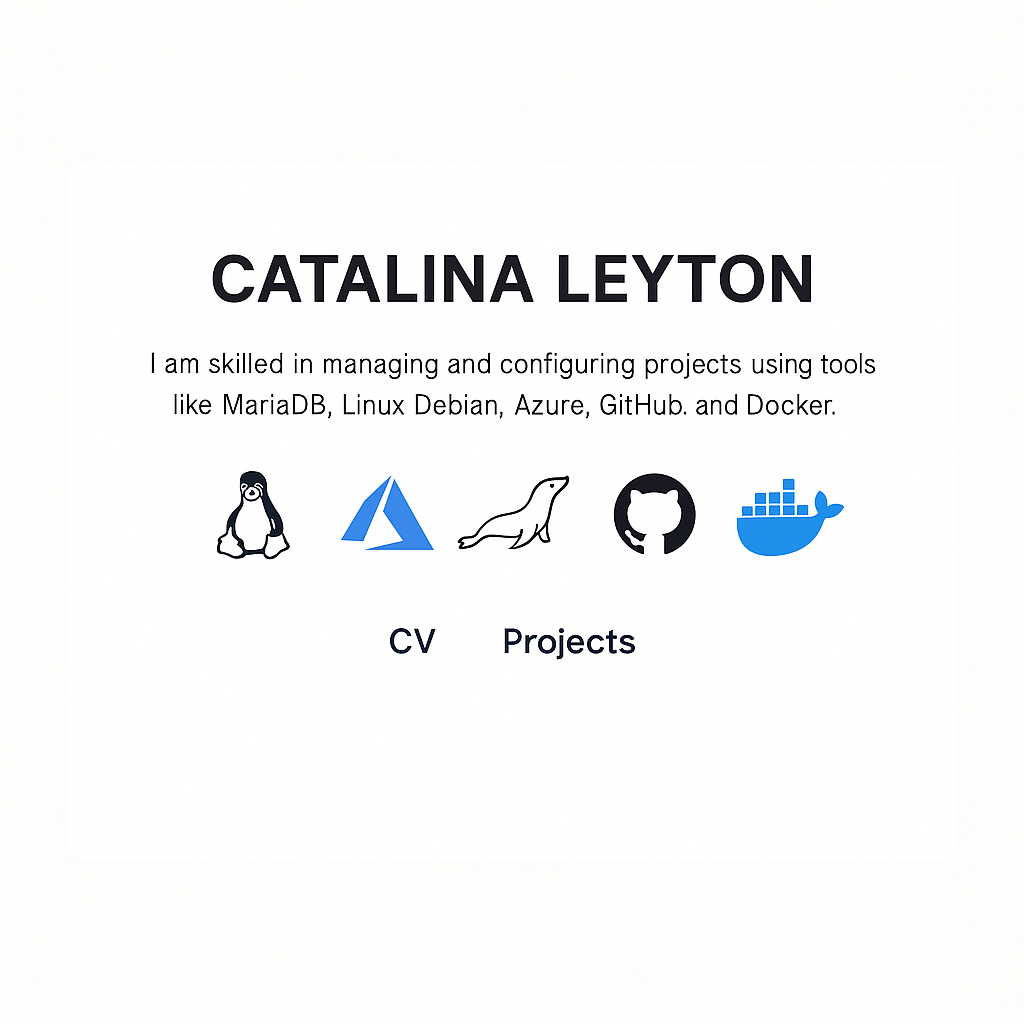 CATALINA LEYTON
I am skilled in managing and configuring projects using tools
like MariaDB, Linux Debian, Azure, GitHub. and Docker.
CV Projects